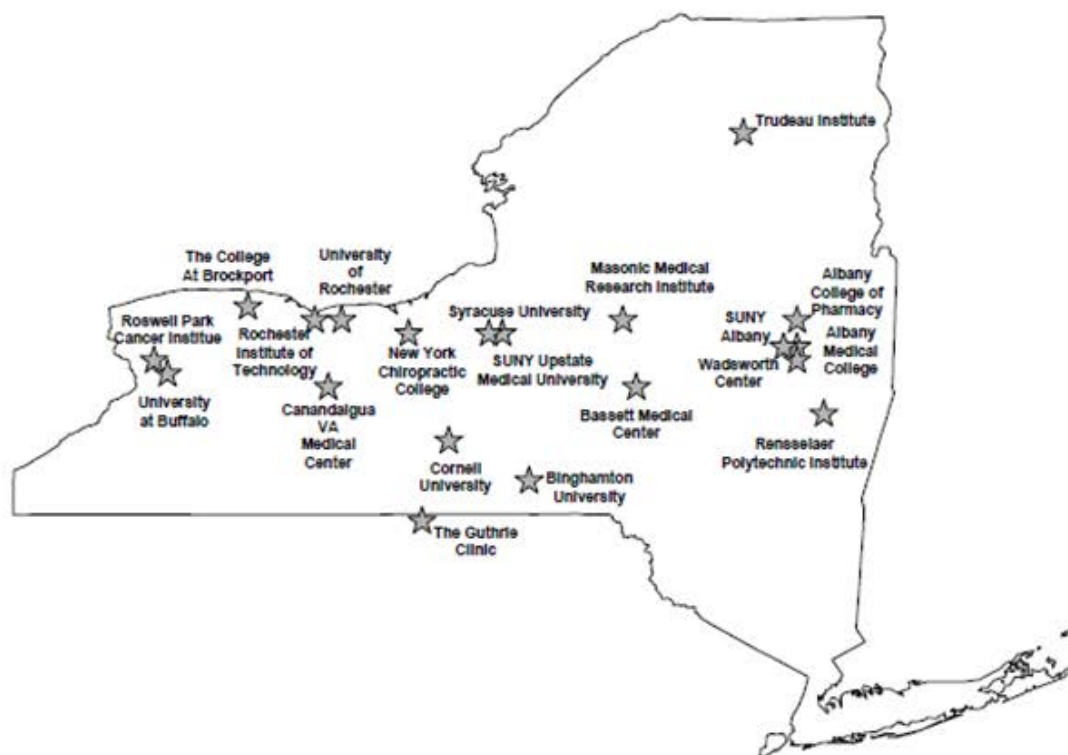 Trudeau Institute
The College
At Brockport
University
of
Rochester
Masonic Medical
Research Institute
Albany
College of
Pharmacy
Roswell Park
Cancer Institue
Rochester
Institute of
Technology
New York
Chiropractic
College
Syracuse University
SUNY Upstate
Medical University
SUNY
Albany
Wadsworth
Center
Albany
Medical
College
University
at Buffalo
Canandaigua
VA
Medical
Center
Bassett Medical
Center
Rensselaer
Polytechnic Institute
Cornell
University
Binghamton
University
The Guthrie
Clinic